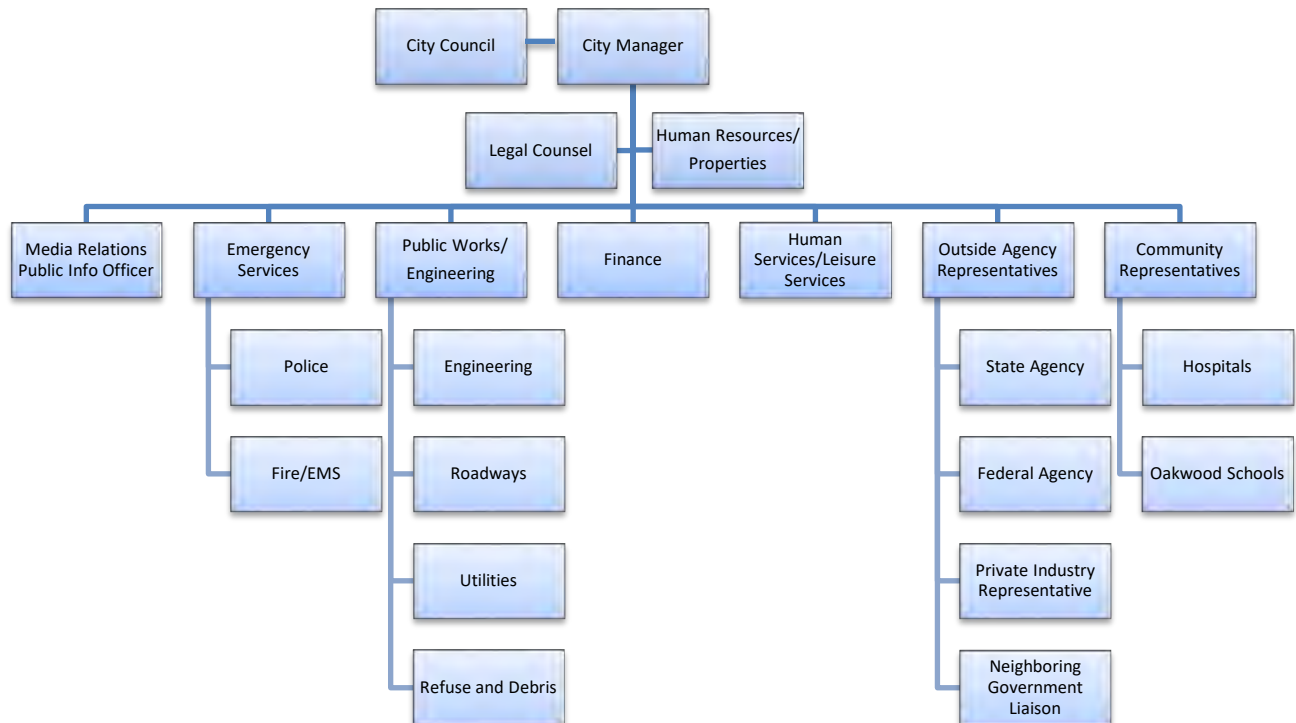 City Council
City Manager
Legal Counsel
Human Resources/
Properties
Media Relations
Public Info Officer
Emergency
Services
Public Works/
Engineering
Finance
Human
Services/Leisure
Services
Outside Agency
Representatives
Community
Representatives
Police
Engineering
State Agency
Hospitals
Fire/EMS
Roadways
Federal Agency
Oakwood Schools
Utilities
Private Industry
Representative
Refuse and Debris
Neighboring
Government
Liaison